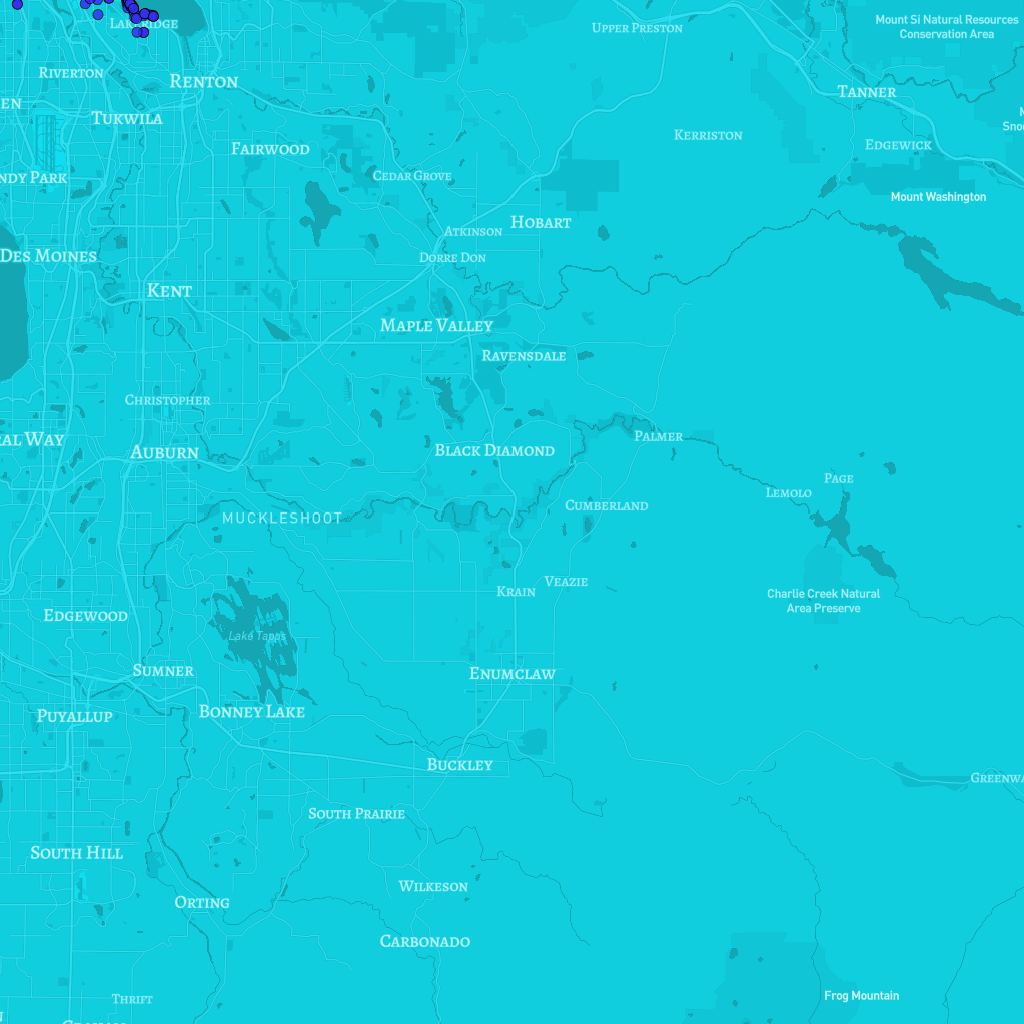 Mount Si Natural Resources
Conservation Area
Lakeridge
Upper Preston
Riverton
Renton
Tanner
Tukwila
Kerriston
Edgewick
Fairwood
Cedar Grove
Mount Washington
Hobart
Atkinson
Des Moines
Dorre Don
Kent
Maple Valley
Ravensdale
Christopher
Palmer
Auburn
Black Diamond
Page
Lemolo
Cumberland
MUCKLESHOOT
Veazie
Krain
Charlie Creek Natural
Area Preserve
Edgewood
Lake Tapps
Sumner
Enumclaw
Bonney Lake
Puyallup
Buckley
South Prairie
South Hill
Wilkeson
Orting
Carbonado
Frog Mountain
Thrift